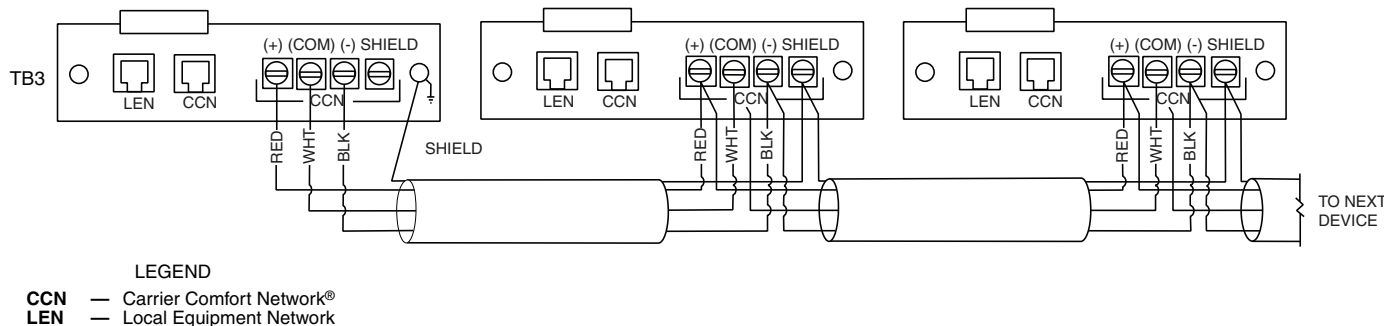 TB3
(+) (COM) (-) SHIELD
LEN CCN CCN
RED WHT BLK
SHIELD
(+) (COM) (-) SHIELD
LEN CCN CCN
RED WHT BLK
(+) (COM) (-) SHIELD
LEN CCN CCN
RED WHT BLK
TO NEXT
DEVICE
LEGEND
CCN — Carrier Comfort Network®
LEN — Local Equipment Network